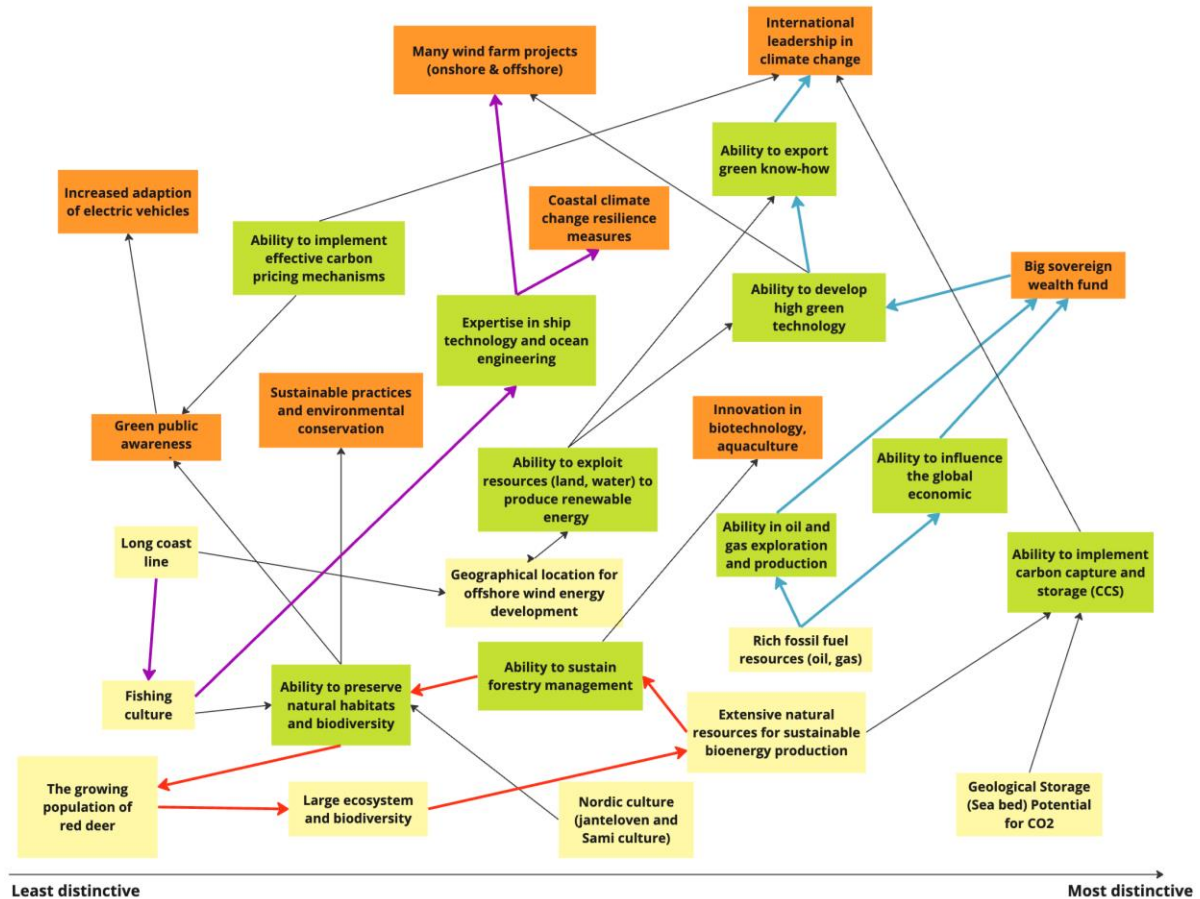 International
leadership in
climate change
Many wind farm projects
(onshore & offshore)
Ability to export
green know-how
Increased adaption
of electric vehicles
Coastal climate
change resilience
measures
Ability to implement
effective carbon
pricing mechanisms
Big sovereign
wealth fund
Ability to develop
high green
technology
Expertise in ship
technology and ocean
engineering
Sustainable practices
and environmental
conservation
Innovation in
biotechnology,
aquaculture
Green public
awareness
Ability to influence
the global
economic
Ability to exploit
resources (land, water) to
produce renewable
energy
Ability in oil and
gas exploration
and production
Long coast
line
Ability to implement
carbon capture and
storage (CCS)
Geographical location for
offshore wind energy
development
Rich fossil fuel
resources (oil, gas)
Ability to sustain
forestry management
Ability to preserve
natural habitats
and biodiversity
Fishing
culture
Extensive natural
resources for sustainable
bioenergy production
The growing
population of
red deer
Large ecosystem
and biodiversity
Nordic culture
(janteloven and
Sami culture)
Geological Storage
(Sea bed) Potential
for CO2
Least distinctive
Most distinctive